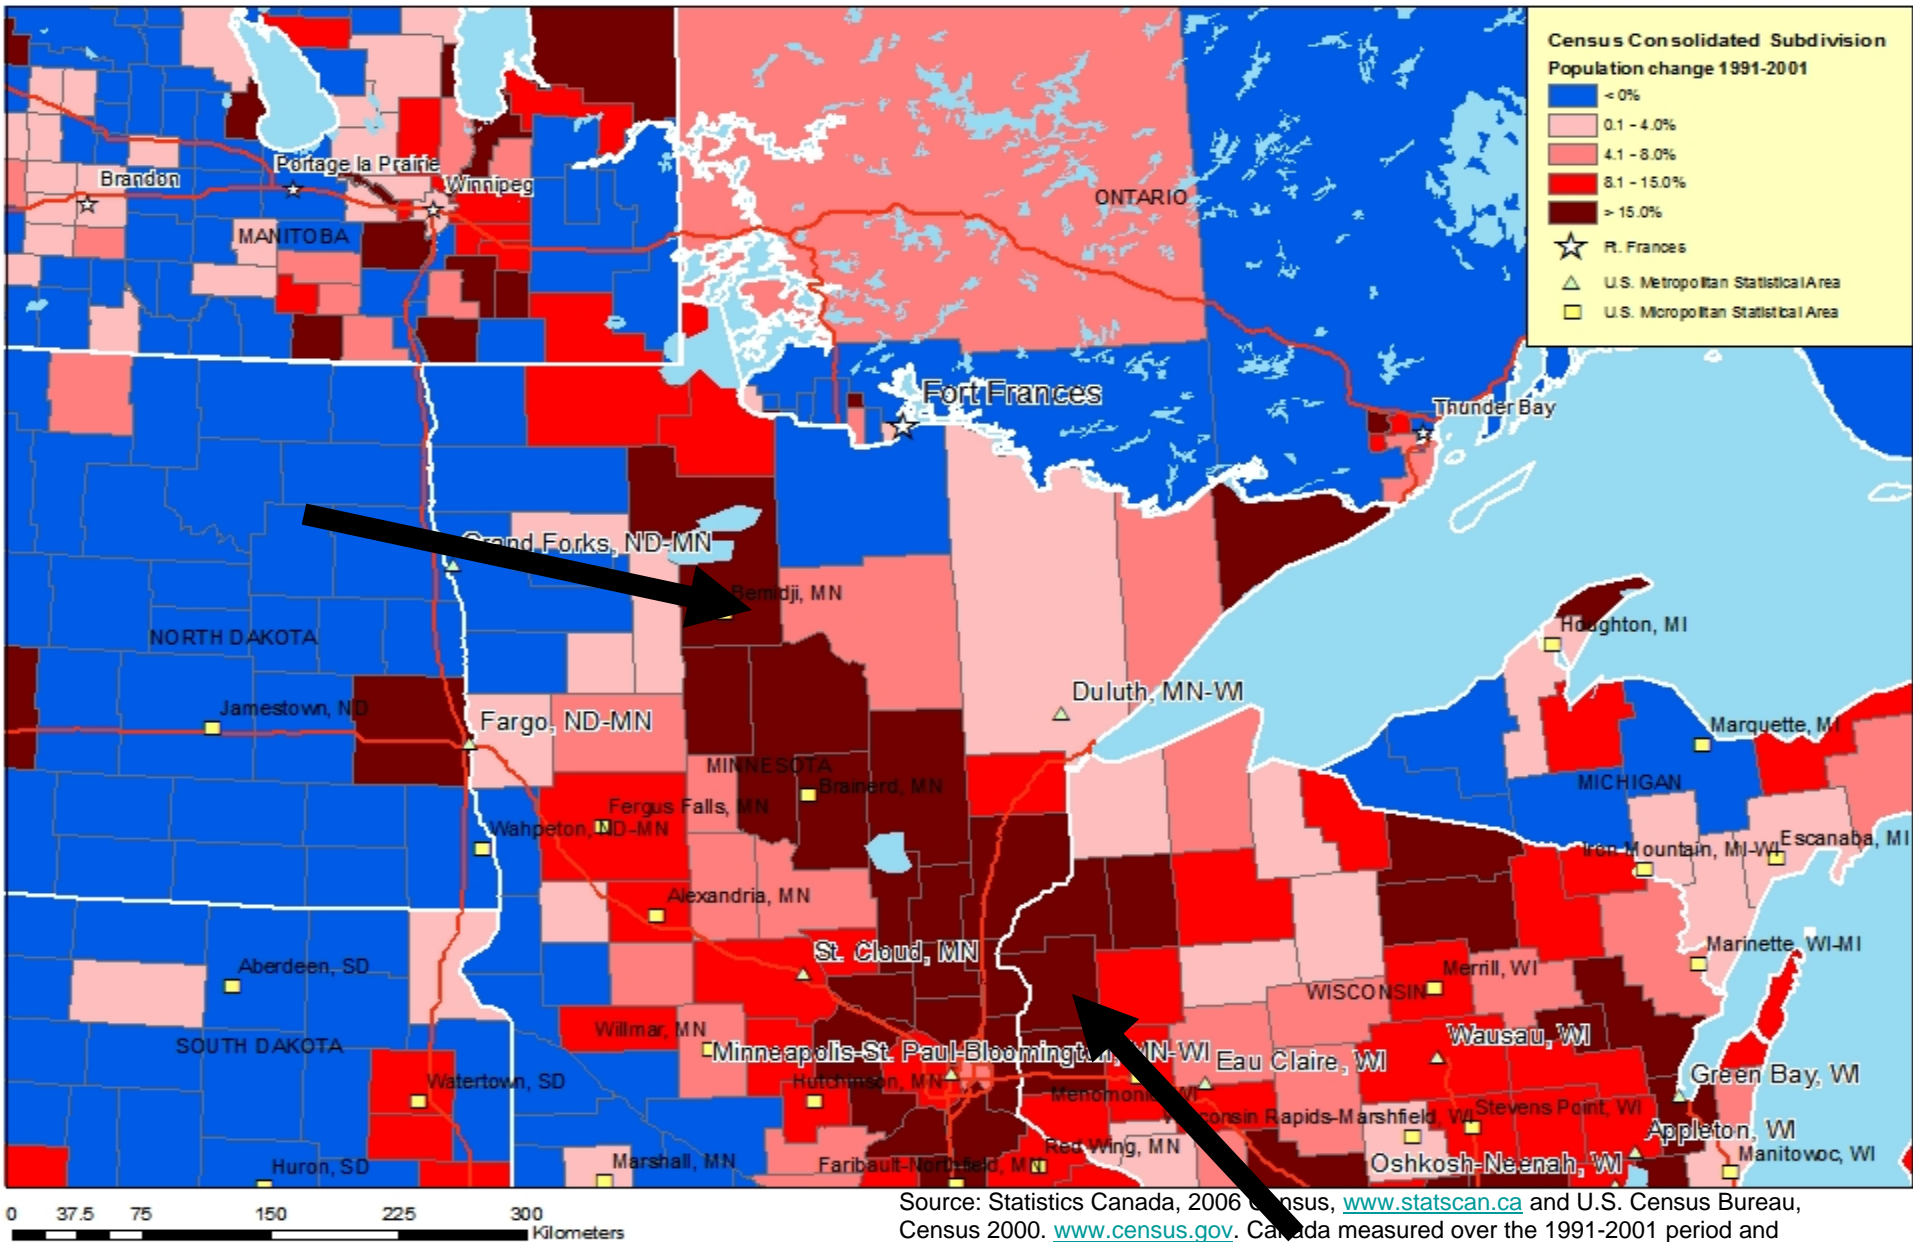 Census Consolidated Subdivision
Population change 1991-2001
< 0%
0.1 - 4.0%
4.1 - 8.0%
8.1 - 15.0%
> 15.0%
Ft. Frances
U.S. Metropolitan Statistical Area
U.S. Micropolitan Statistical Area
Portage la Prairie
Brandon
Winnipeg
ONTARIO
MANITOBA
Fort Frances
Thunder Bay
Grand Forks, ND-MN
Bemidji, MN
NORTH DAKOTA
Houghton, MI
Duluth, MN-WI
Jamestown, ND
Fargo, ND-MN
Marquette, MI
MINNESOTA
MICHIGAN
Brainerd, MN
Fergus Falls, MN
Wahpeton, ND-MN
Escanaba, MI
Iron Mountain, MI-WI
Alexandria, MN
St. Cloud, MN
Marinette, WI-MI
Aberdeen, SD
Merrill, WI
WISCONSIN
Willmar, MN
Wausau, WI
SOUTH DAKOTA
Minneapolis-St. Paul-Bloomington, MN-WI
Eau Claire, WI
Watertown, SD
Hutchinson, MN
Green Bay, WI
Menomonie, WI
Wisconsin Rapids-Marshfield, WI
Stevens Point, WI
Appleton, WI
Red Wing, MN
Manitowoc, WI
Huron, SD
Marshall, MN
Faribault-Northfield, MN
Oshkosh-Neenah, WI
0 37.5 75 150 225 300
Kilometers
Source: Statistics Canada, 2006 Census, www.statscan.ca and U.S. Census Bureau,
Census 2000. www.census.gov. Canada measured over the 1991-2001 period and